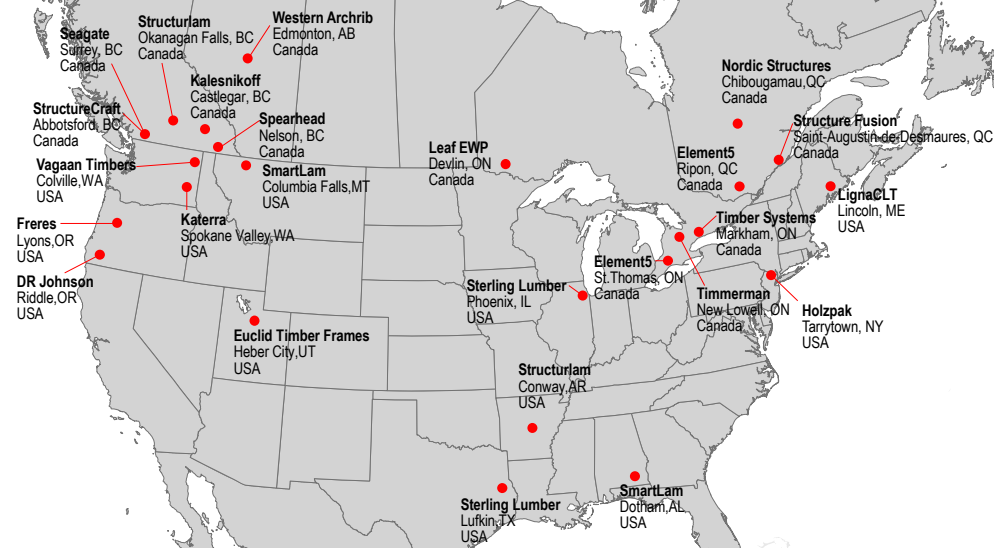 Seagate
Surrey, BC
Canada
Structurlam
Okanagan Falls, BC
Canada
Western Archrib
Edmonton, AB
Canada
Kalesnikoff
Castlegar, BC
Canada
StructureCraft
Abbotsford, BC
Canada
Spearhead
Nelson, BC
Canada
Vagaan Timbers
Colville,WA
USA
SmartLam
Columbia Falls,MT
USA
Katerra
Spokane Valley,WA
USA
Freres
Lyons,OR
USA
DR Johnson
Riddle,OR
USA
Euclid Timber Frames
Heber City,UT
USA
Leaf EWP
Devlin, ON
Canada
Nordic Structures
Chibougamau,QC
Canada
Structure Fusion
Saint-Augustin-de-Desmaures, QC
Canada
Element5
Ripon, QC
Canada
LignaCLT
Lincoln, ME
USA
Timber Systems
Markham, ON
Canada
Element5
St.Thomas, ON
Canada
Sterling Lumber
Phoenix, IL
USA
Timmerman
New Lowell, ON
Canada
Holzpak
Tarrytown, NY
USA
Structurlam
Conway,AR
USA
Sterling Lumber
Lufkin,TX
USA
SmartLam
Dotham,AL
USA